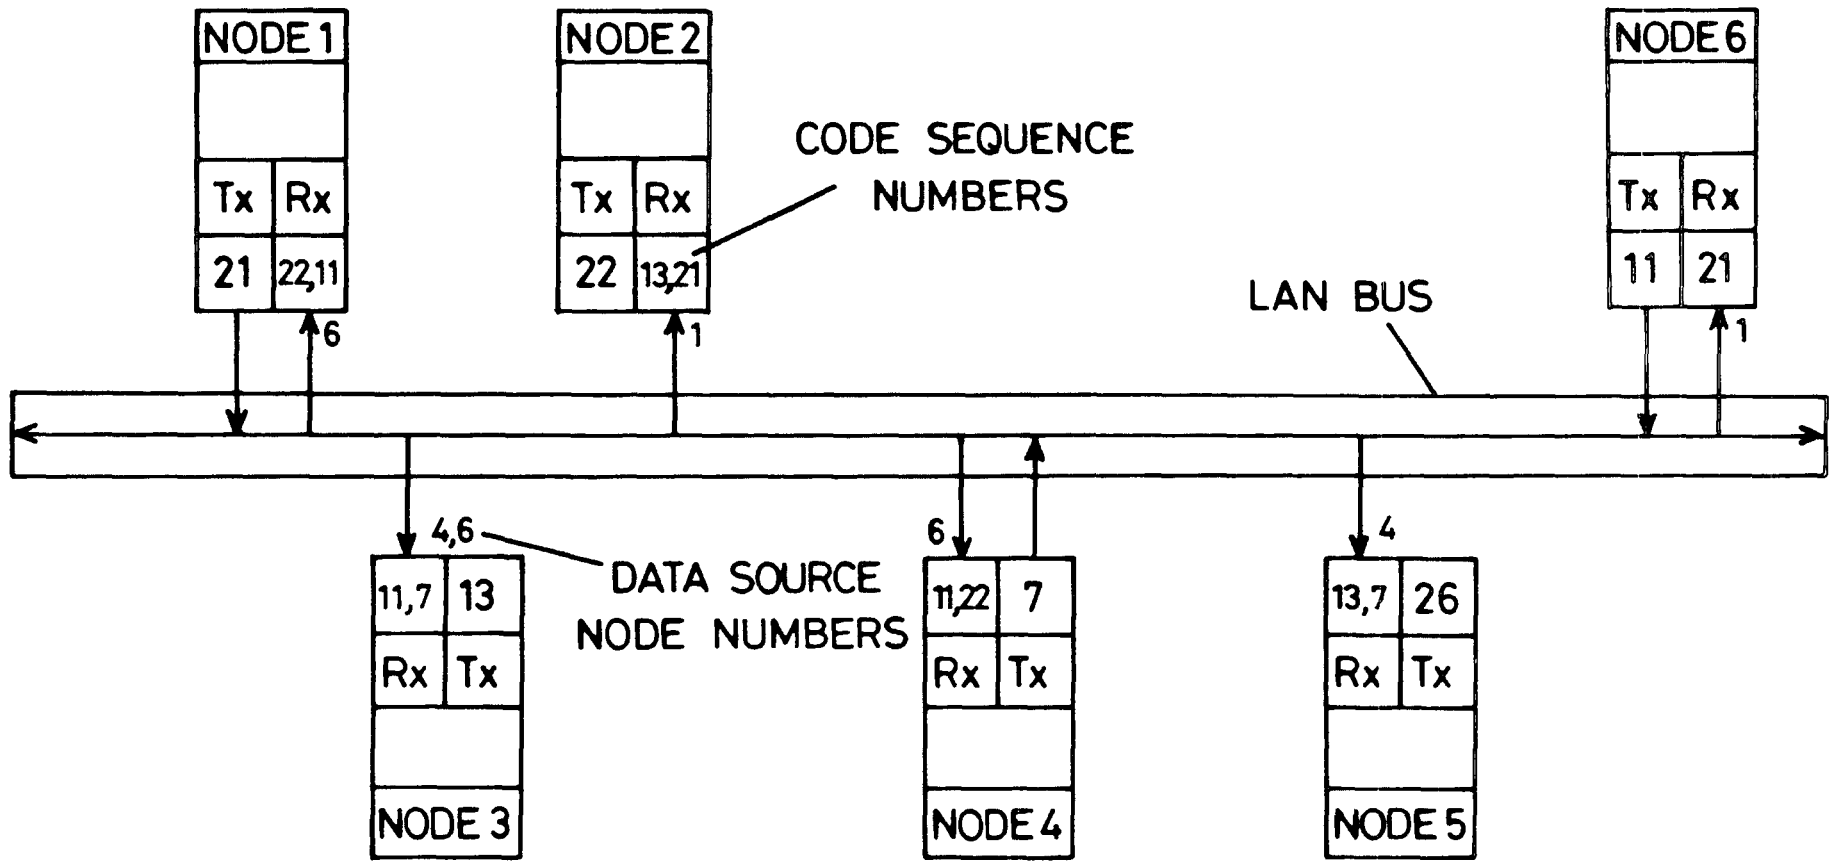 NODE 1
Tx Rx
21 22,11
6
NODE 2
Tx Rx
22 13,21
1
CODE SEQUENCE
NUMBERS
LAN BUS
NODE 6
Tx Rx
11 21
1
4,6
DATA SOURCE
NODE NUMBERS
11,7 13
Rx Tx
NODE 3
6
11,22 7
Rx Tx
NODE 4
4
13,7 26
Rx Tx
NODE 5